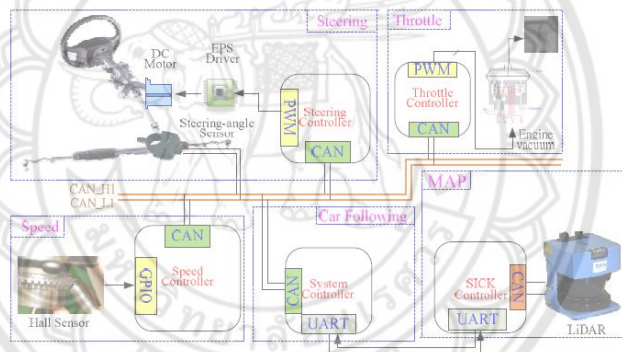 Steering
Throttle
DC
Motor
EPS
Driver
PWM
Steering
Controller
CAN
Steering-angle
Sensor
PWM
Throttle
Controller
CAN
Engine
vacuum
CAN_HI
CAN_LI
MAP
Speed
CAN
GPIO
Speed
Controller
Hall Sensor
Car Following
CAN
System
Controller
UART
SICK
Controller
CAN
UART
LiDAR